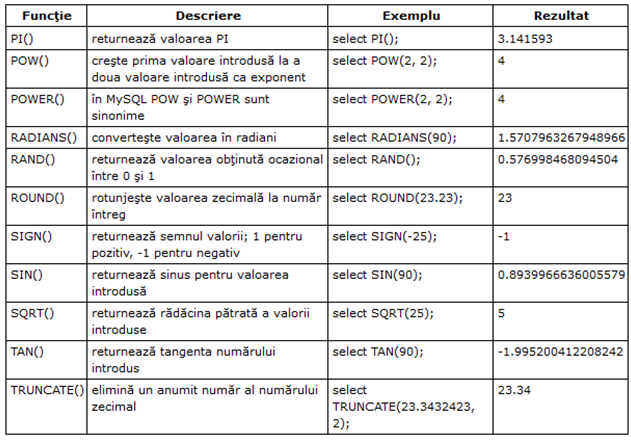 Funcţie Descriere Exemplu Rezultat
PI() returnează valoarea PI select PI(); 3.141593
POW() creşte prima valoare introdusă la a select POW(2, 2); 4
doua valoare introdusă ca exponent
POWER() în MySQL POW şi POWER sunt select POWER(2, 2); 4
sinonime
RADIANS() converteşte valoarea în radiani select RADIANS(90); 1.5707963267948966
RAND() returnează valoarea obţinută ocazional select RAND(); 0.576998468094504
între 0 şi 1
ROUND() rotunjeşte valoarea zecimală la număr select ROUND(23.23); 23
întreg
SIGN() returnează semnul valorii; 1 pentru select SIGN(-25); -1
pozitiv, -1 pentru negativ
SIN() returnează sinus pentru valoarea select SIN(90); 0.8939966636005579
introdusă
SQRT() returnează rădăcina pătrată a valorii select SQRT(25); 5
introduse
TAN() returnează tangenta numărului select TAN(90); -1.995200412208242
introdus
TRUNCATE() elimină un anumit număr al numărului select 23.34
zecimal TRUNCATE(23.3432423,
2);